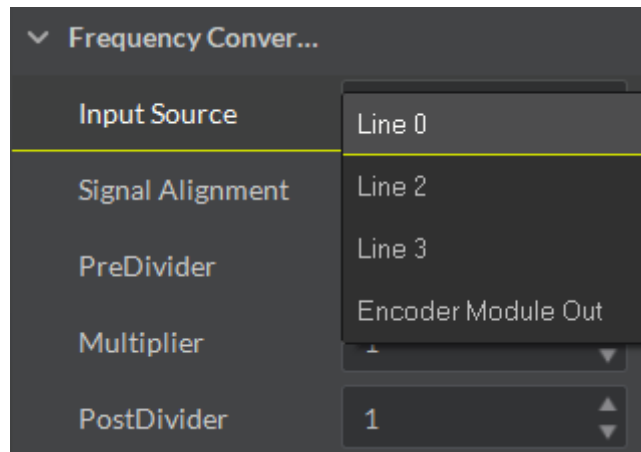 Frequency Conver...
Input Source
Line 0
Signal Alignment
Line 2
PreDivider
Line 3
Encoder Module Out
Multiplier
1
PostDivider
1